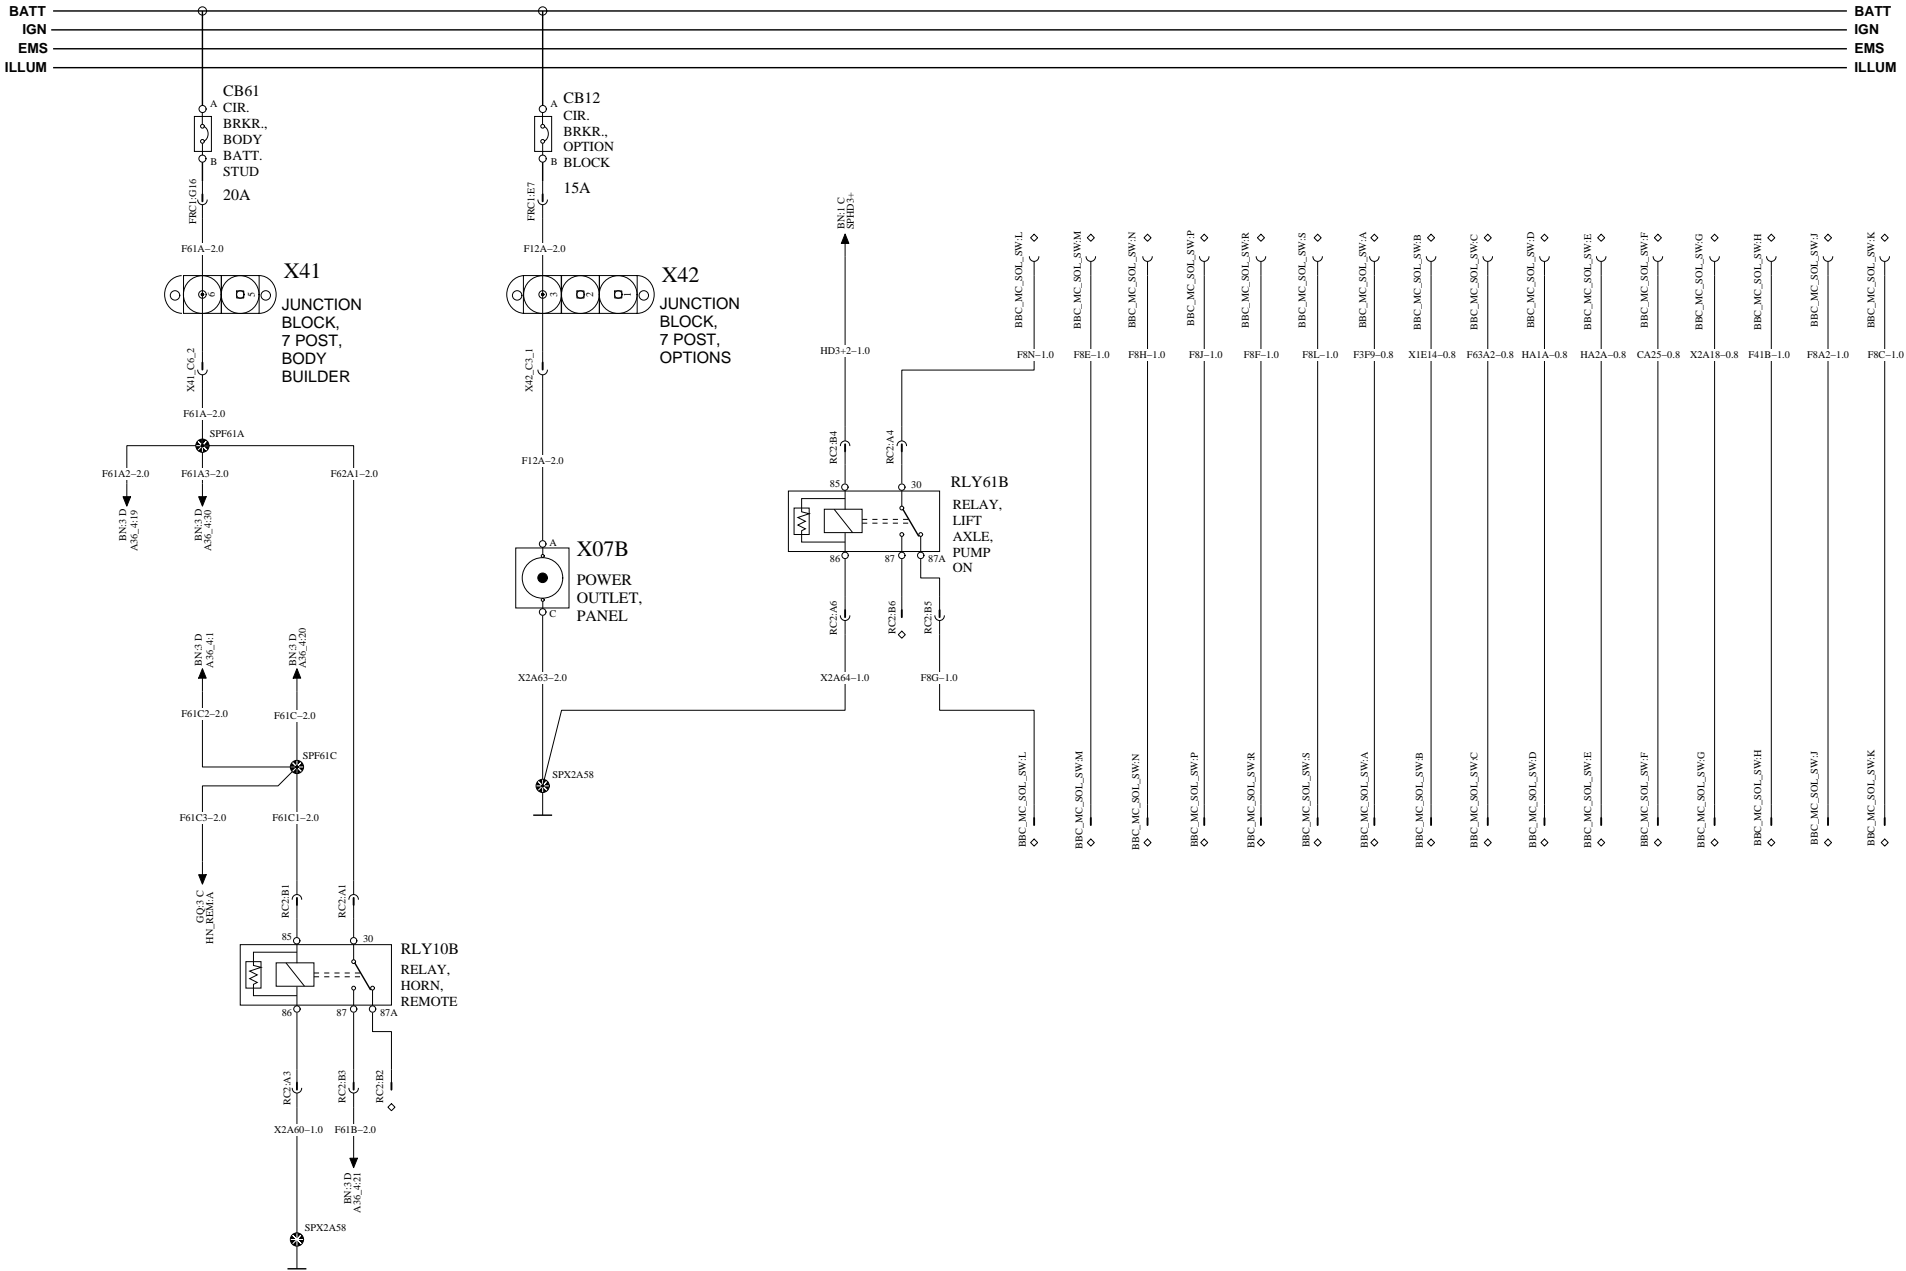 BATT
IGN
EMS
ILLUM
BATT
IGN
EMS
ILLUM
CB61
CIR.
BRKR.,
BODY
BATT.
STUD
20A
A
B
FRC1:G16
F61A–2.0
X41
JUNCTION
BLOCK,
7 POST,
BODY
BUILDER
6
5
X41_C6_2
F61A–2.0
SPF61A
F61A2–2.0
F61A3–2.0
F62A1–2.0
BN:3 D
A36_4:19
BN:3 D
A36_4:30
BN:3 D
A36_4:1
BN:3 D
A36_4:20
F61C2–2.0
F61C–2.0
SPF61C
F61C3–2.0
F61C1–2.0
GQ:3 C
HN_REM:A
RC2:B1
RC2:A1
85
30
RLY10B
RELAY,
HORN,
REMOTE
86
87
87A
RC2:A3
RC2:B3
RC2:B2
X2A60–1.0
F61B–2.0
BN:3 D
A36_4:21
SPX2A58
CB12
CIR.
BRKR.,
OPTION
BLOCK
15A
A
B
FRC1:E7
F12A–2.0
X42
JUNCTION
BLOCK,
7 POST,
OPTIONS
3
2
1
X42_C3_1
F12A–2.0
A
X07B
POWER
OUTLET,
PANEL
C
X2A63–2.0
SPX2A58
BN:1 C
SPHD3+
HD3+2–1.0
RC2:B4
RC2:A4
85
30
RLY61B
RELAY,
LIFT
AXLE,
PUMP
ON
86
87
87A
RC2:A6
RC2:B6
RC2:B5
X2A64–1.0
F8G–1.0
BBC_MC_SOL_SW:L
BBC_MC_SOL_SW:M
BBC_MC_SOL_SW:N
BBC_MC_SOL_SW:P
BBC_MC_SOL_SW:R
BBC_MC_SOL_SW:S
BBC_MC_SOL_SW:A
BBC_MC_SOL_SW:B
BBC_MC_SOL_SW:C
BBC_MC_SOL_SW:D
BBC_MC_SOL_SW:E
BBC_MC_SOL_SW:F
BBC_MC_SOL_SW:G
BBC_MC_SOL_SW:H
BBC_MC_SOL_SW:J
BBC_MC_SOL_SW:K
F8N–1.0
F8E–1.0
F8H–1.0
F8J–1.0
F8F–1.0
F8L–1.0
F3F9–0.8
X1E14–0.8
F63A2–0.8
HA1A–0.8
HA2A–0.8
CA25–0.8
X2A18–0.8
F41B–1.0
F8A2–1.0
F8C–1.0
BBC_MC_SOL_SW:L
BBC_MC_SOL_SW:M
BBC_MC_SOL_SW:N
BBC_MC_SOL_SW:P
BBC_MC_SOL_SW:R
BBC_MC_SOL_SW:S
BBC_MC_SOL_SW:A
BBC_MC_SOL_SW:B
BBC_MC_SOL_SW:C
BBC_MC_SOL_SW:D
BBC_MC_SOL_SW:E
BBC_MC_SOL_SW:F
BBC_MC_SOL_SW:G
BBC_MC_SOL_SW:H
BBC_MC_SOL_SW:J
BBC_MC_SOL_SW:K